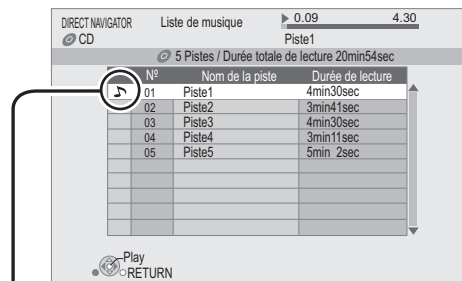 DIRECT NAVIGATOR Liste de musique 0.09 4.30
CD Piste1
5 Pistes / Durée totale de lecture 20min54sec
Nº Nom de la piste Durée de lecture
01 Piste1 4min30sec
02 Piste2 3min41sec
03 Piste3 4min30sec
04 Piste4 3min11sec
05 Piste5 5min 2sec
Play
RETURN